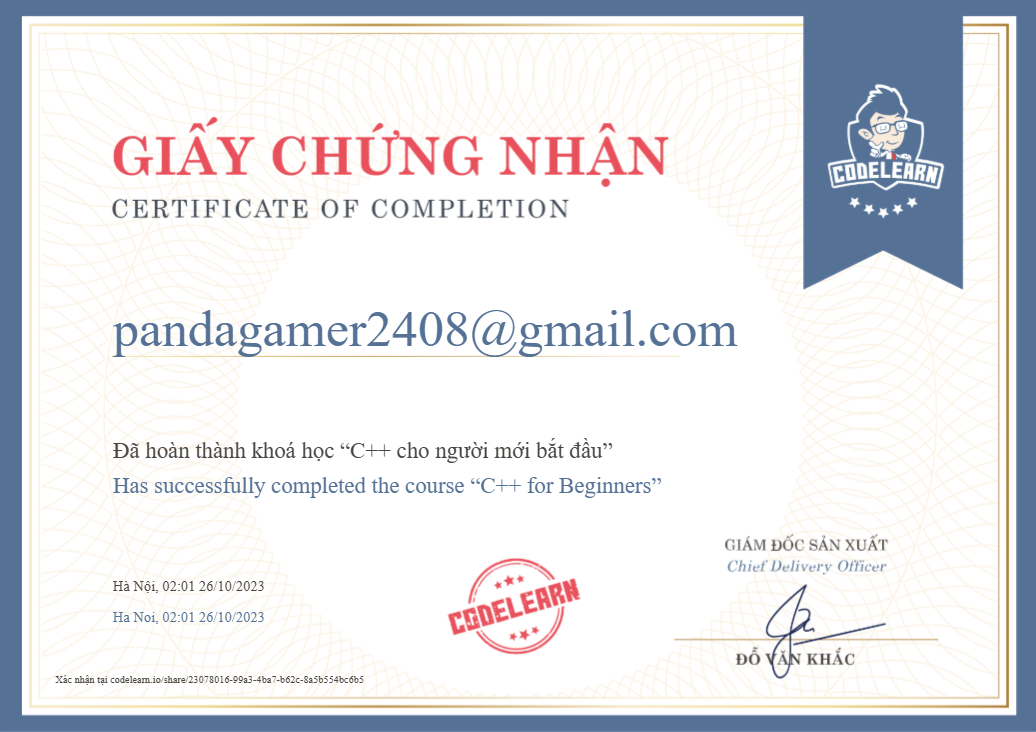 GIẤY CHỨNG NHẬN
CERTIFICATE OF COMPLETION
CODELEARN
pandagamer2408@gmail.com
Đã hoàn thành khoá học “C++ cho người mới bắt đầu”
Has successfully completed the course “C++ for Beginners”
GIÁM ĐỐC SẢN XUẤT
Chief Delivery Officer
Hà Nội, 02:01 26/10/2023
Ha Noi, 02:01 26/10/2023
CODELEARN
ĐỖ VĂN KHẮC
Xác nhận tại codelearn.io/share/23078016-99a3-4ba7-b62c-8a5b554bc6b5